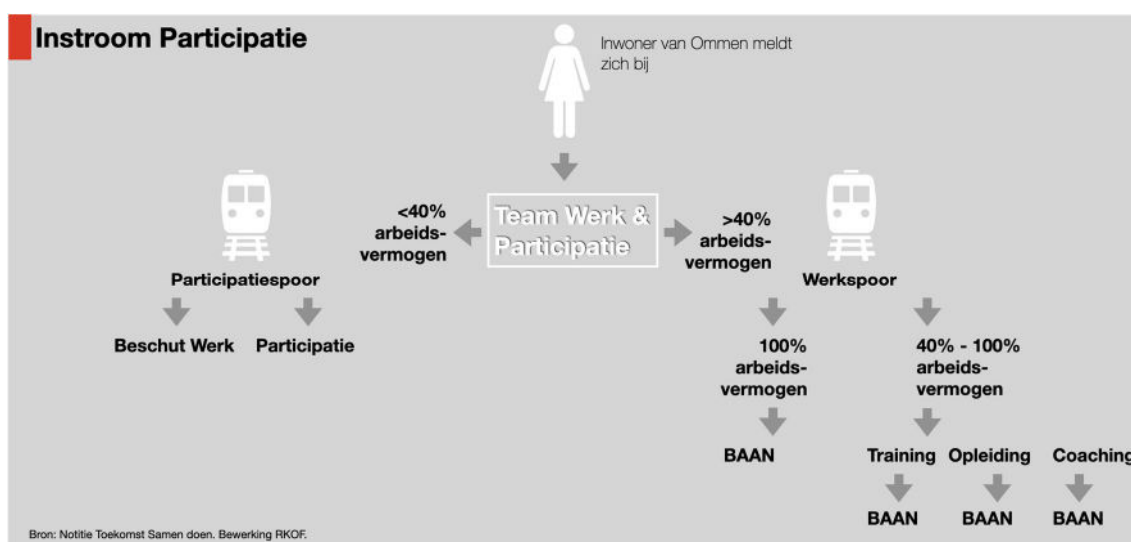 Instroom Participatie
Inwoner van Ommen meldt
zich bij
Team Werk &
Participatie
<40%
arbeids-
vermogen
>40%
arbeids-
vermogen
Participatiespoor
Werkspoor
Beschut Werk
Participatie
100%
arbeids-
vermogen
40% - 100%
arbeids-
vermogen
BAAN
Training
Opleiding
Coaching
BAAN
BAAN
BAAN
Bron: Notitie Toekomst Samen doen. Bewerking RKOF.